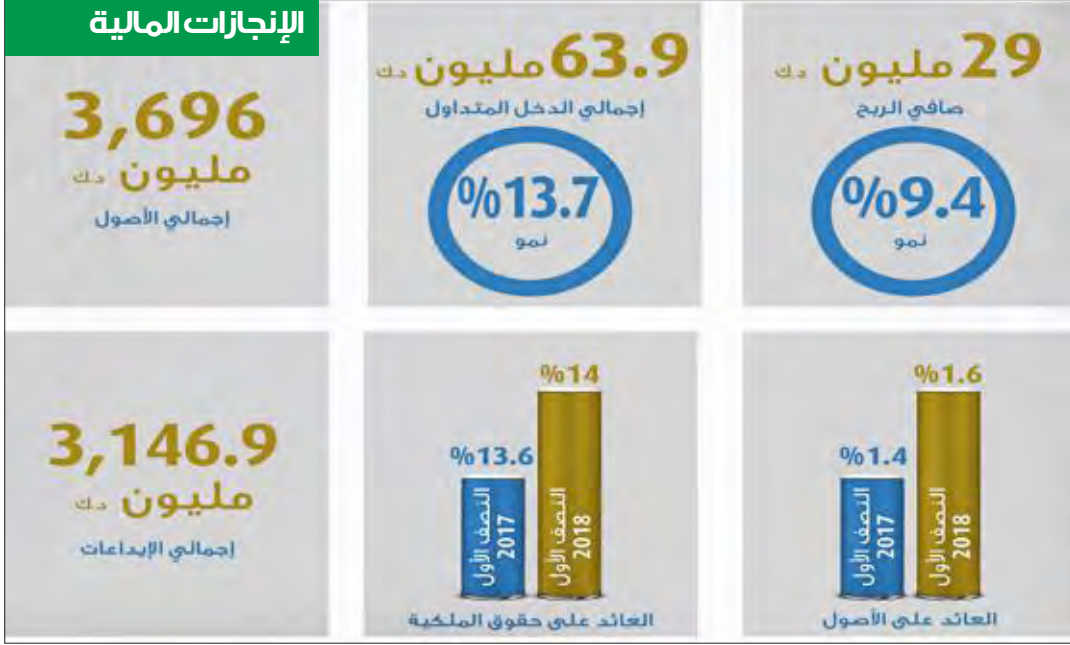 الإنجازات المالية
29 مليون د.ك
صافي الربح
%9.4
نمو
63.9 مليون د.ك
إجمالي الدخل المتداول
%13.7
نمو
3,696
مليون د.ك
إجمالي الأصول
%1.6
%1.4
النصف الأول
2018
النصف الأول
2017
العائد على الأصول
%14
%13.6
النصف الأول
2018
النصف الأول
2017
العائد على حقوق الملكية
3,146.9
مليون د.ك
إجمالي الإيداعات